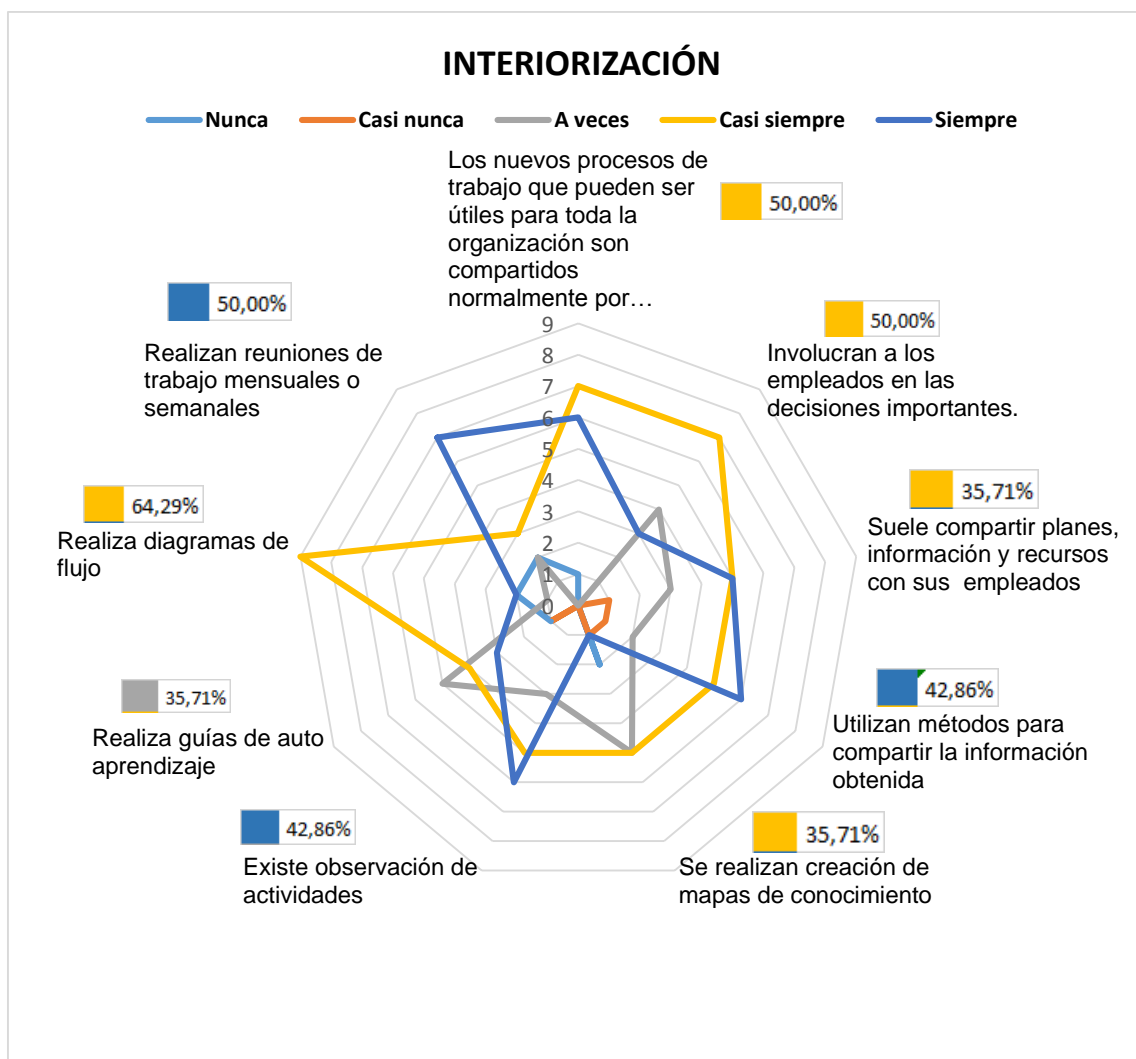 INTERIORIZACIÓN
Nunca
Casi nunca
A veces
Casi siempre
Siempre
Los nuevos procesos de
trabajo que pueden ser
útiles para toda la
organización son
compartidos
normalmente por…
50,00%
50,00%
Involucran a los
empleados en las
decisiones importantes.
35,71%
Suele compartir planes,
información y recursos
con sus empleados
42,86%
Utilizan métodos para
compartir la información
obtenida
35,71%
Se realizan creación de
mapas de conocimiento
42,86%
Existe observación de
actividades
35,71%
Realiza guías de auto
aprendizaje
64,29%
Realiza diagramas de
flujo
50,00%
Realizan reuniones de
trabajo mensuales o
semanales
9
8
7
6
5
4
3
2
1
0